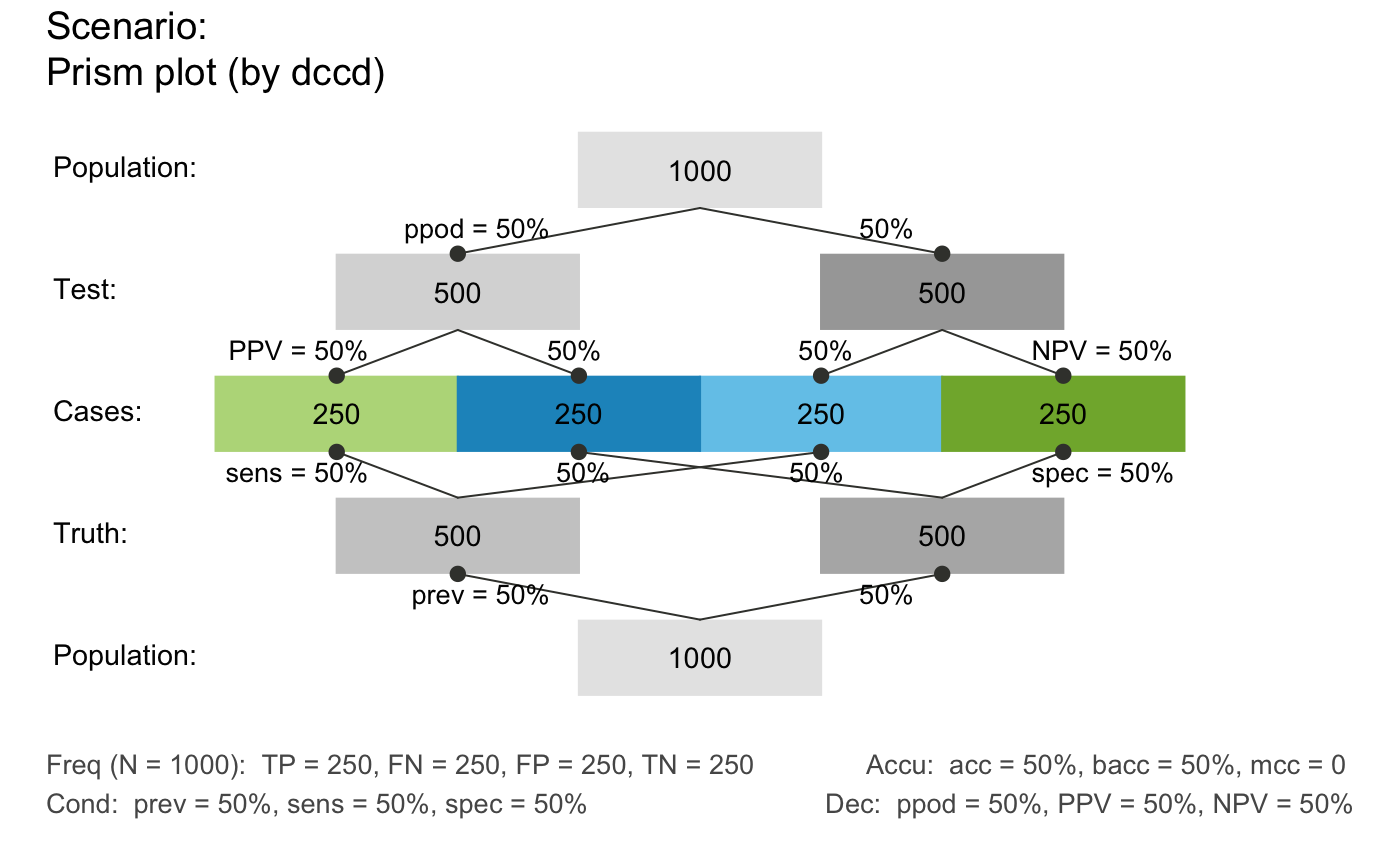 Scenario:
Prism plot (by dccd)
Population:
1000
ppod = 50%
50%
Test:
500
500
PPV = 50%
50%
50%
NPV = 50%
Cases:
250
250
250
250
sens = 50%
50%
50%
spec = 50%
Truth:
500
500
prev = 50%
50%
Population:
1000
Freq (N = 1000):  TP = 250, FN = 250, FP = 250, TN = 250
Accu:  acc = 50%, bacc = 50%, mcc = 0
Cond:  prev = 50%, sens = 50%, spec = 50%
Dec:  ppod = 50%, PPV = 50%, NPV = 50%